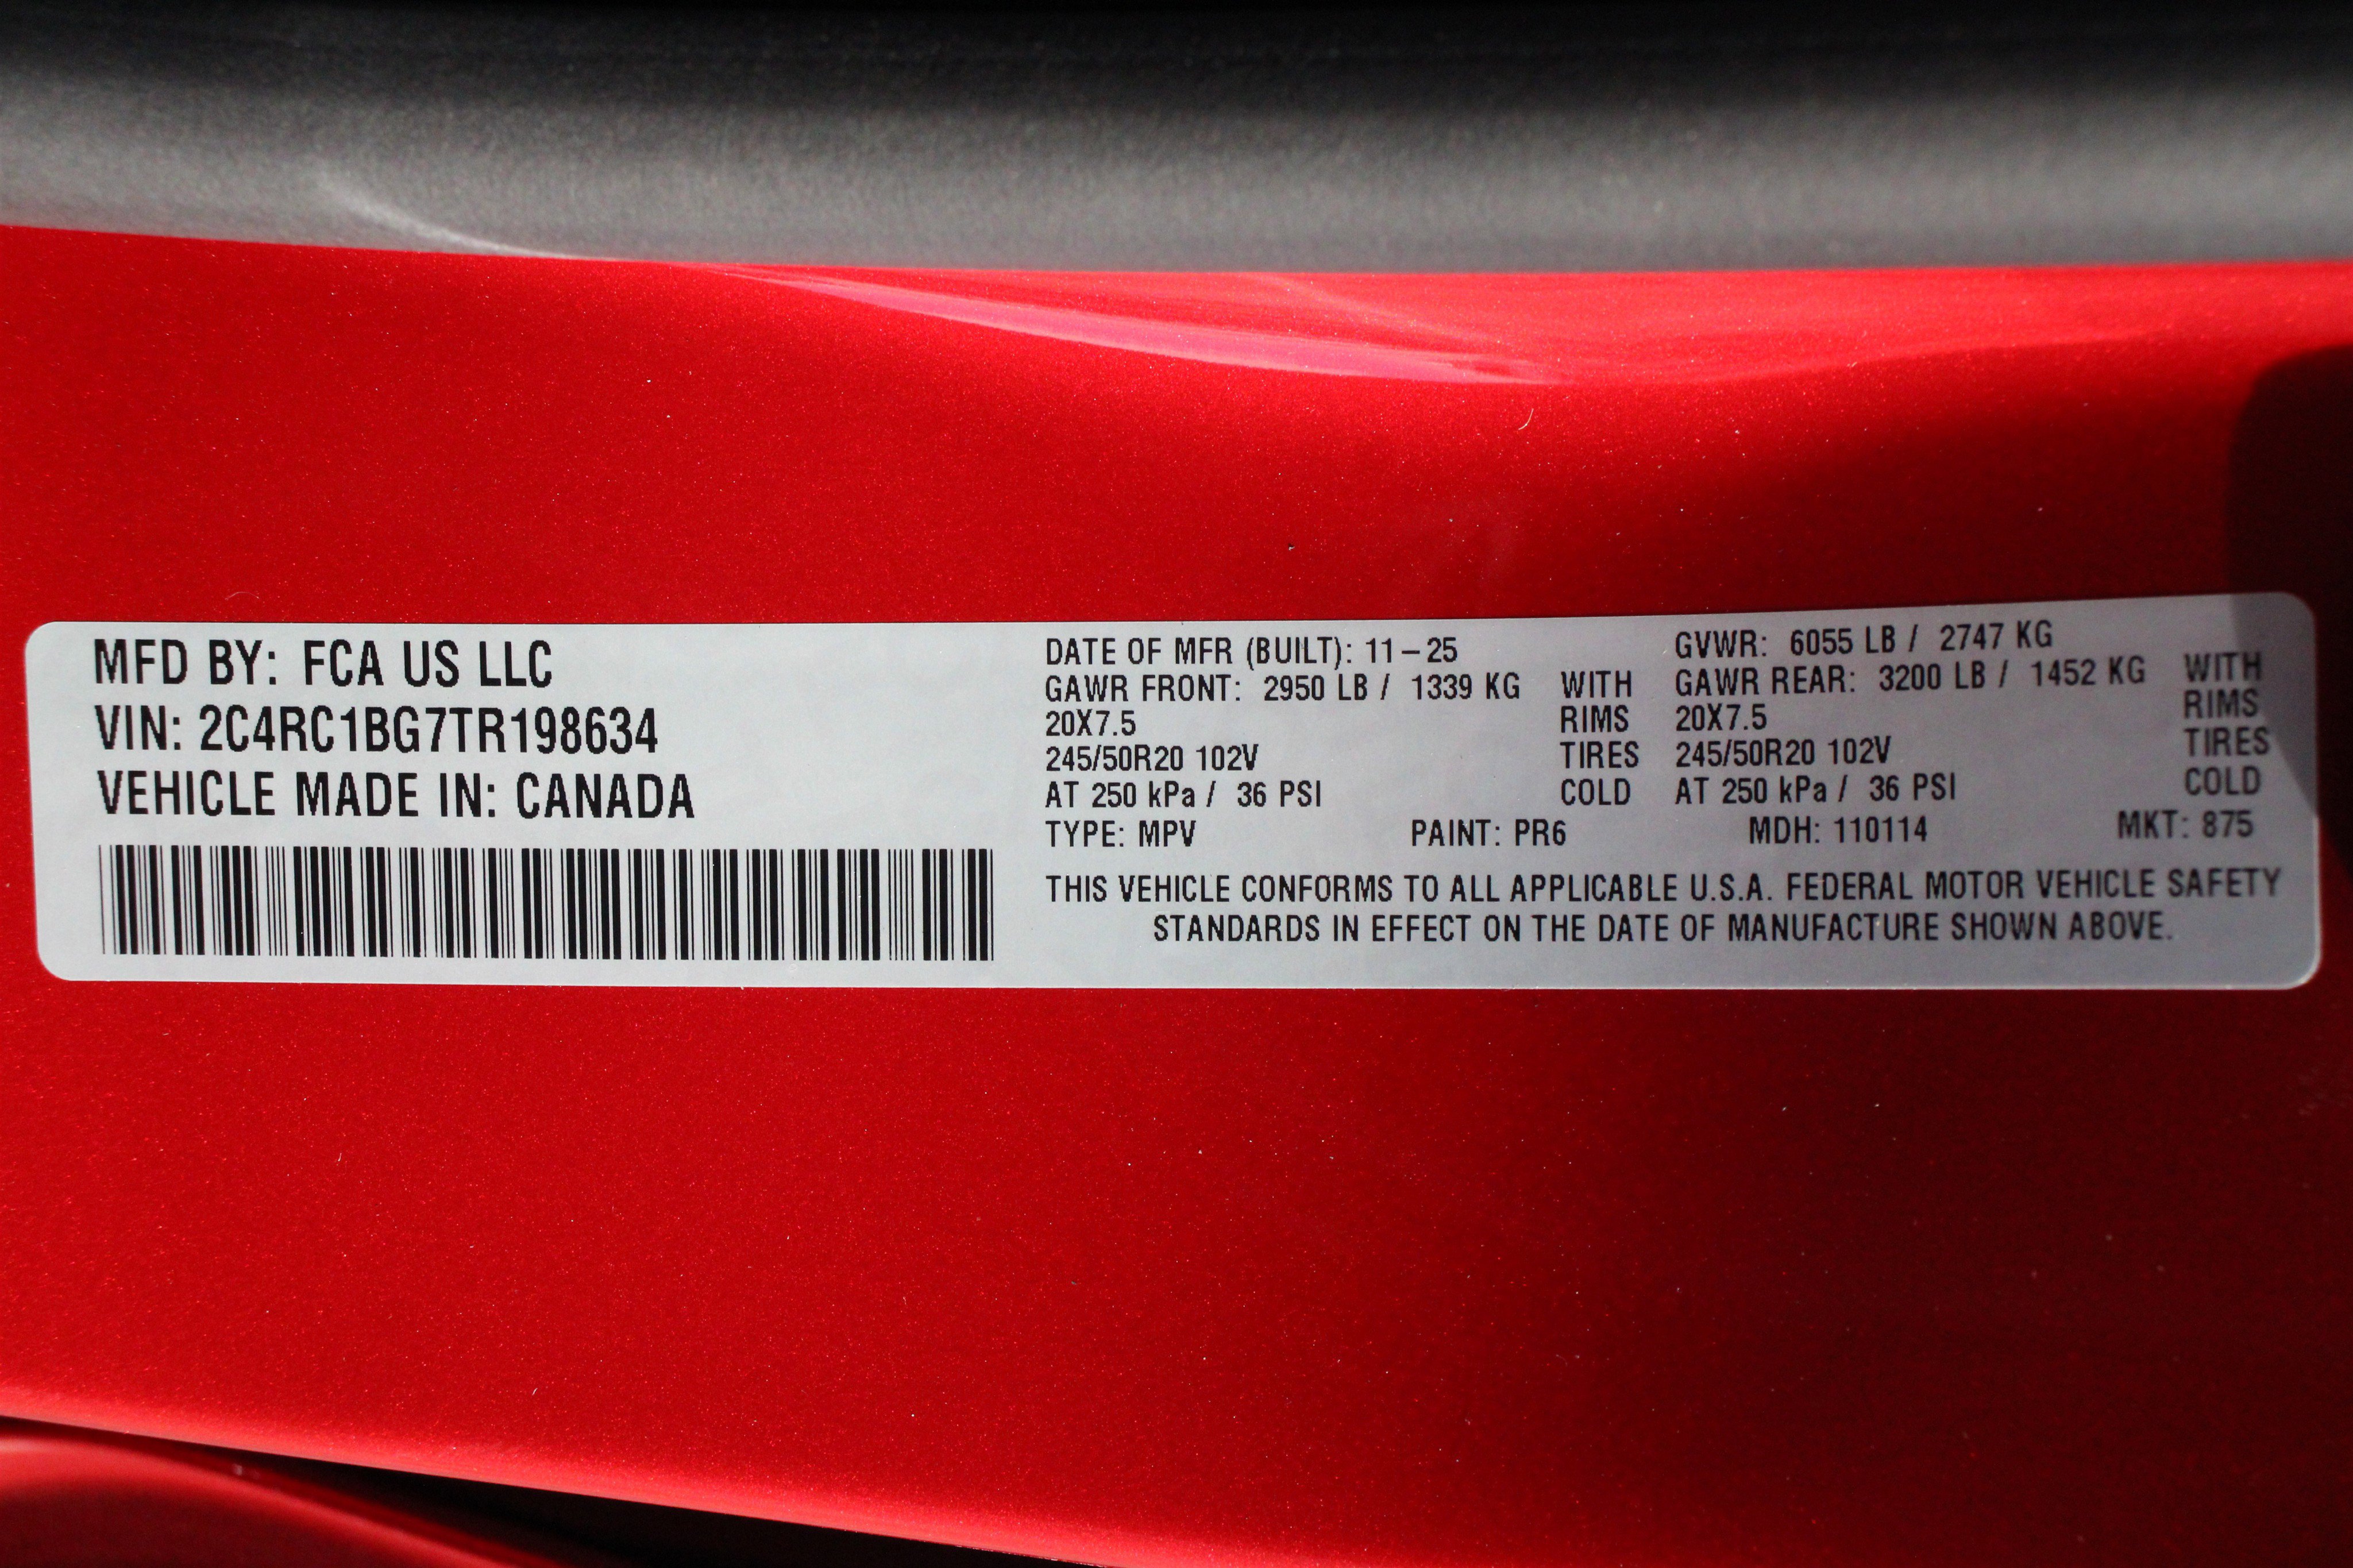 MFD BY: FCA US LLC
VIN: 2C4RC1BG7TR198634
VEHICLE MADE IN: CANADA
DATE OF MFR (BUILT): 11-25 GVWR: 6055 LB / 2747 KG
GAWR FRONT: 2950 LB / 1339 KG WITH GAWR REAR: 3200 LB / 1452 KG WITH
20X7.5 RIMS 20X7.5 RIMS
245/50R20 102V TIRES 245/50R20 102V TIRES
AT 250 kPa / 36 PSI COLD AT 250 kPa / 36 PSI COLD
TYPE: MPV PAINT: PR6 MDH: 110114 MKT: 875
THIS VEHICLE CONFORMS TO ALL APPLICABLE U.S.A. FEDERAL MOTOR VEHICLE SAFETY
STANDARDS IN EFFECT ON THE DATE OF MANUFACTURE SHOWN ABOVE.